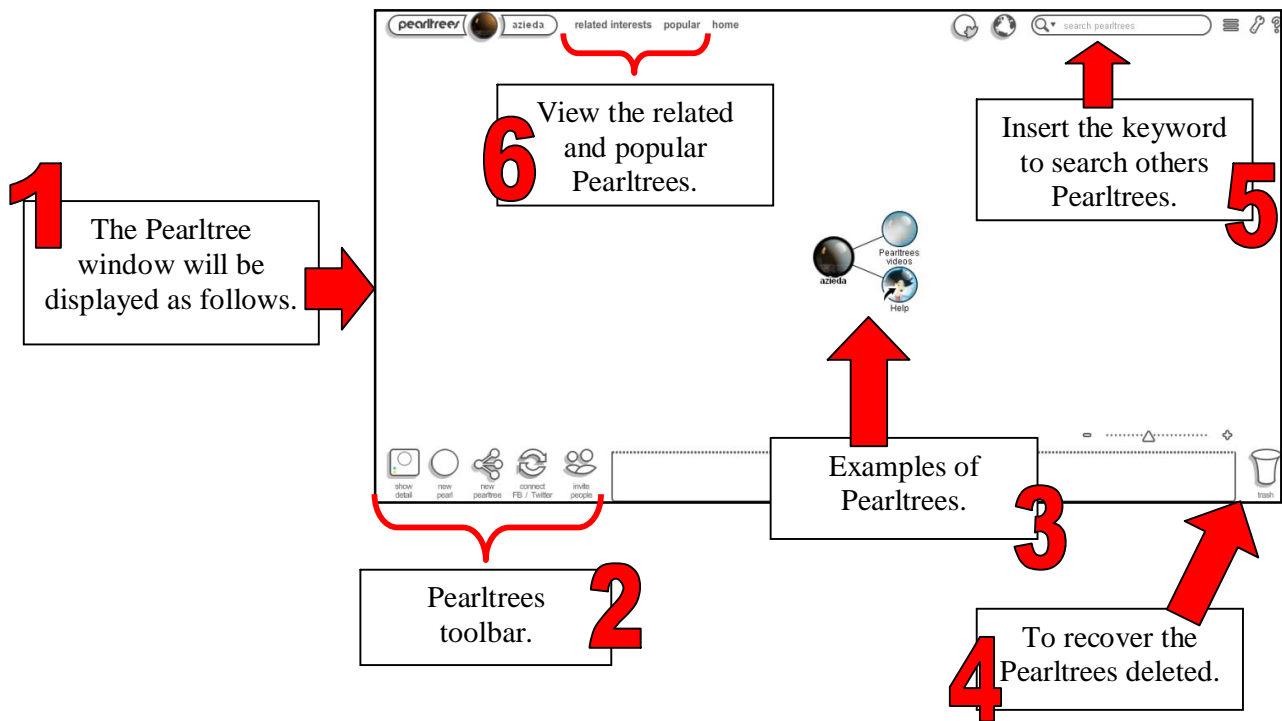 pearltrees azieda related interests popular home search pearltrees ?
6
View the related
and popular
Pearltrees.
Insert the keyword
to search others
Pearltrees.
5
1
The Pearltree
window will be
displayed as follows.
Pearltrees
videos
azieda
Help
Examples of
Pearltrees.
3
show
detail
new
pearl
new
pearltree
connect
FB / Twitter
invite
people
trash
Pearltrees
toolbar.
2
4
To recover the
Pearltrees deleted.